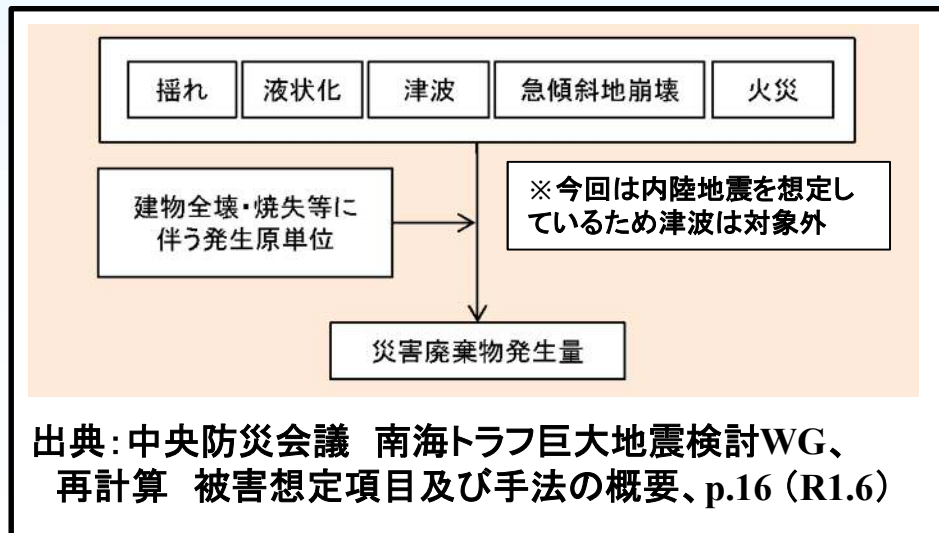 揺れ
液状化
津波
急傾斜地崩壊
火災
建物全壊・焼失等に
伴う発生原単位
※今回は内陸地震を想定し
ているため津波は対象外
災害廃棄物発生量
出典:中央防災会議　南海トラフ巨大地震検討WG、
再計算　被害想定項目及び手法の概要、p.16（R1.6）